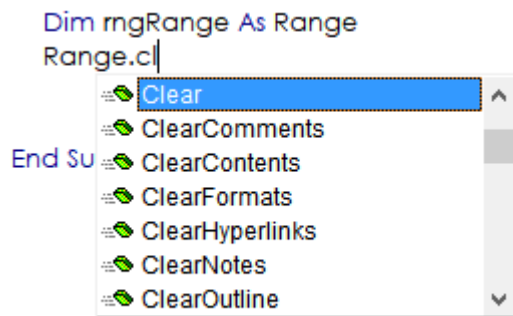 Dim rngRange As Range
Range.cl
Clear
ClearComments
End Su
ClearContents
ClearFormats
ClearHyperlinks
ClearNotes
ClearOutline